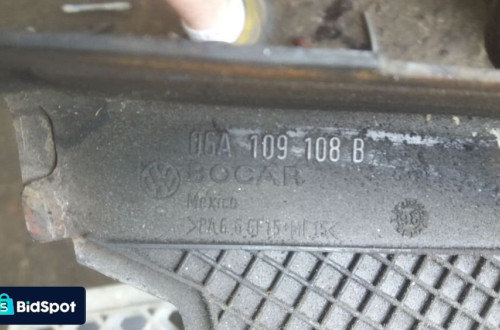 06A 109 108 B
BOCAR
Mexico
>PA6.6 GF15+MF15<
BidSpot